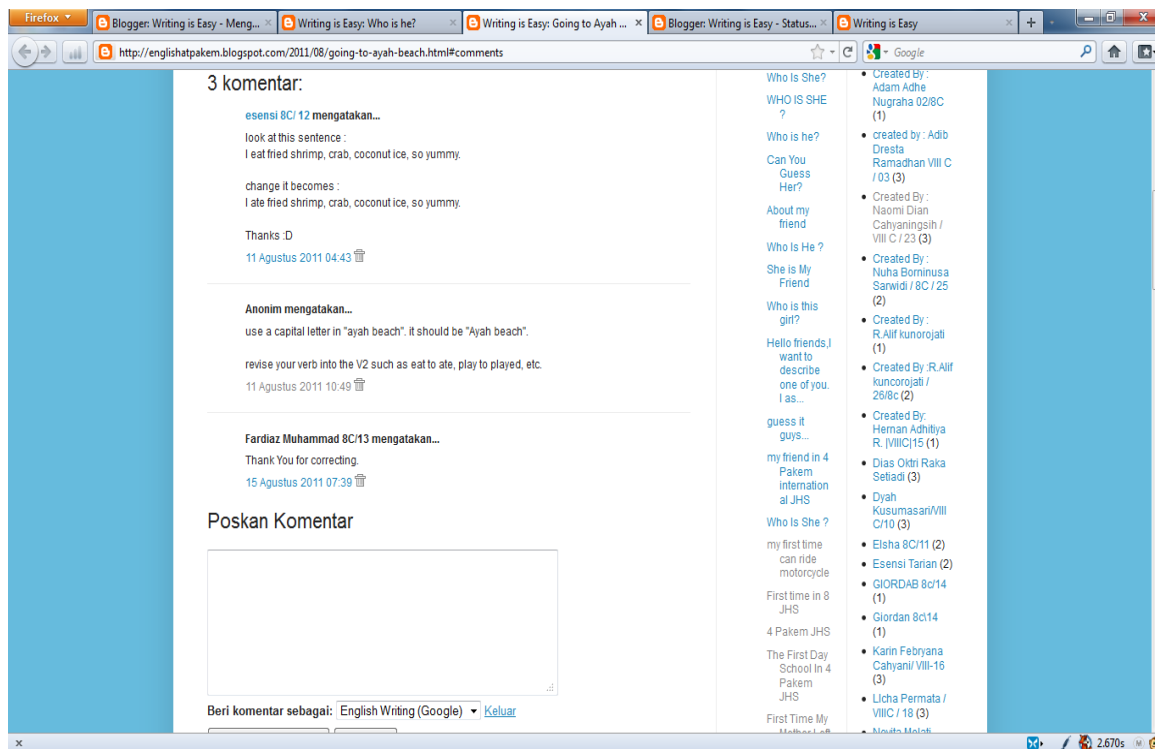 Firefox
Blogger: Writing is Easy - Meng...
Writing is Easy: Who is he?
Writing is Easy: Going to Ayah ...
Blogger: Writing is Easy - Status...
Writing is Easy
http://englishatpakem.blogspot.com/2011/08/going-to-ayah-beach.html#comments
Google
3 komentar:
esensi 8C/ 12 mengatakan...
look at this sentence :
I eat fried shrimp, crab, coconut ice, so yummy.
change it becomes :
I ate fried shrimp, crab, coconut ice, so yummy.
Thanks :D
11 Agustus 2011 04:43
Anonim mengatakan...
use a capital letter in "ayah beach". it should be "Ayah beach".
revise your verb into the V2 such as eat to ate, play to played, etc.
11 Agustus 2011 10:49
Fardiaz Muhammad 8C/13 mengatakan...
Thank You for correcting.
15 Agustus 2011 07:39
Poskan Komentar
Beri komentar sebagai: English Writing (Google) Keluar
Who Is She?
WHO IS SHE
?
Who is he?
Can You
Guess
Her?
About my
friend
Who Is He ?
She is My
Friend
Who is this
girl?
Hello friends,I
want to
describe
one of you.
I as...
guess it
guys...
my friend in 4
Pakem
internation
al JHS
Who Is She ?
my first time
can ride
motorcycle
First time in 8
JHS
4 Pakem JHS
The First Day
School In 4
Pakem
JHS
First Time My
Mother Left
Created By :
Adam Adhe
Nugraha 02/8C
(1)
created by : Adib
Dresta
Ramadhan VIII C
/ 03 (3)
Created By :
Naomi Dian
Cahyaningsih /
VIII C / 23 (3)
Created By :
Nuha Borninusa
Sarwidi / 8C / 25
(2)
Created By :
R.Alif kunorojati
(1)
Created By :R.Alif
kuncorojati /
26/8c (2)
Created By:
Hernan Adhitiya
R. |VIIIC|15 (1)
Dias Oktri Raka
Setiadi (3)
Dyah
Kusumasari/VIII
C/10 (3)
Elsha 8C/11 (2)
Esensi Tarian (2)
GIORDAB 8c/14
(1)
Giordan 8c\14
(1)
Karin Febryana
Cahyani/ VIII-16
(3)
LIcha Permata /
VIIIC / 18 (3)
Novita Melati
2.670s